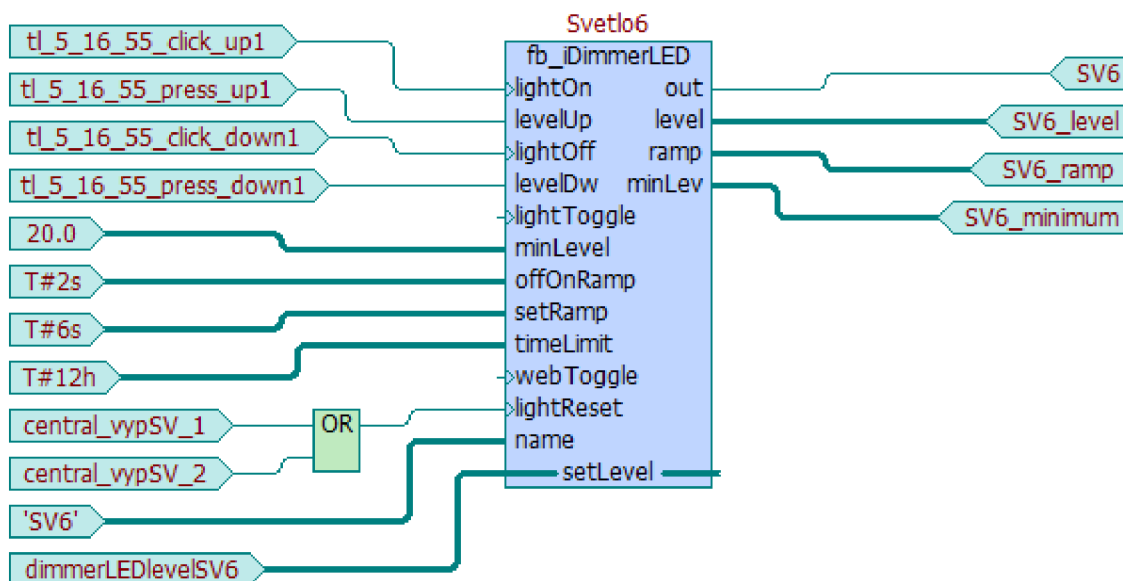 Svetlo6
fb_iDimmerLED
tl_5_16_55_click_up1
tl_5_16_55_press_up1
tl_5_16_55_click_down1
tl_5_16_55_press_down1
20.0
T#2s
T#6s
T#12h
central_vypSV_1
central_vypSV_2
'SV6'
dimmerLEDlevelSV6
OR
lightOn out
levelUp level
lightOff ramp
levelDw minLev
lightToggle
minLevel
offOnRamp
setRamp
timeLimit
webToggle
lightReset
name
setLevel
SV6
SV6_level
SV6_ramp
SV6_minimum